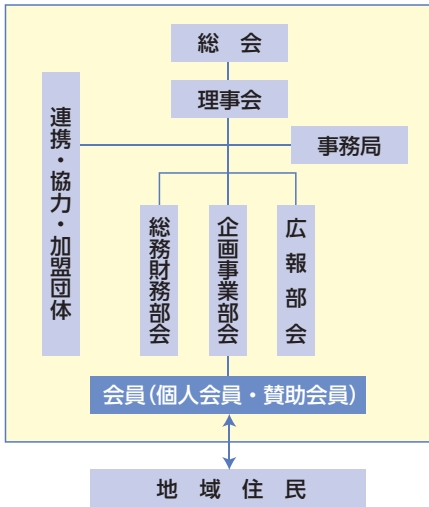 総　会
理事会
事務局
連携・協力・加盟団体
総務財務部会
企画事業部会
広報部会
会員（個人会員・賛助会員）
地　域　住　民